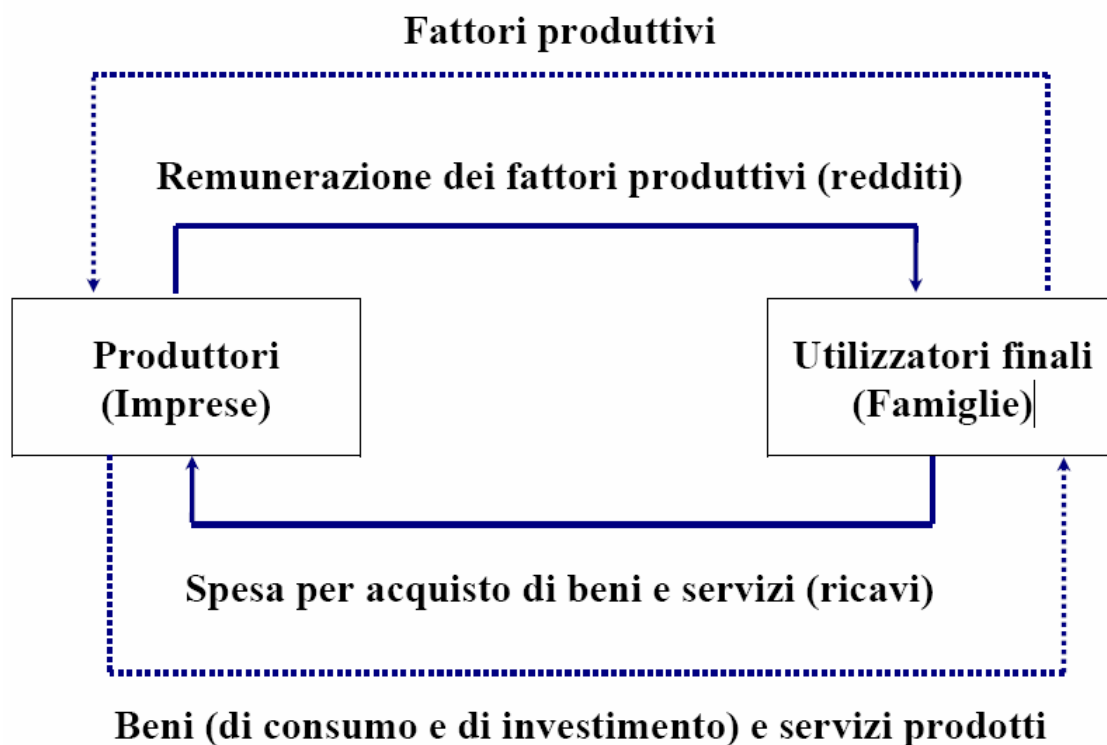 Fattori produttivi
Remunerazione dei fattori produttivi (redditi)
Produttori
(Imprese)
Utilizzatori finali
(Famiglie)
Spesa per acquisto di beni e servizi (ricavi)
Beni (di consumo e di investimento) e servizi prodotti